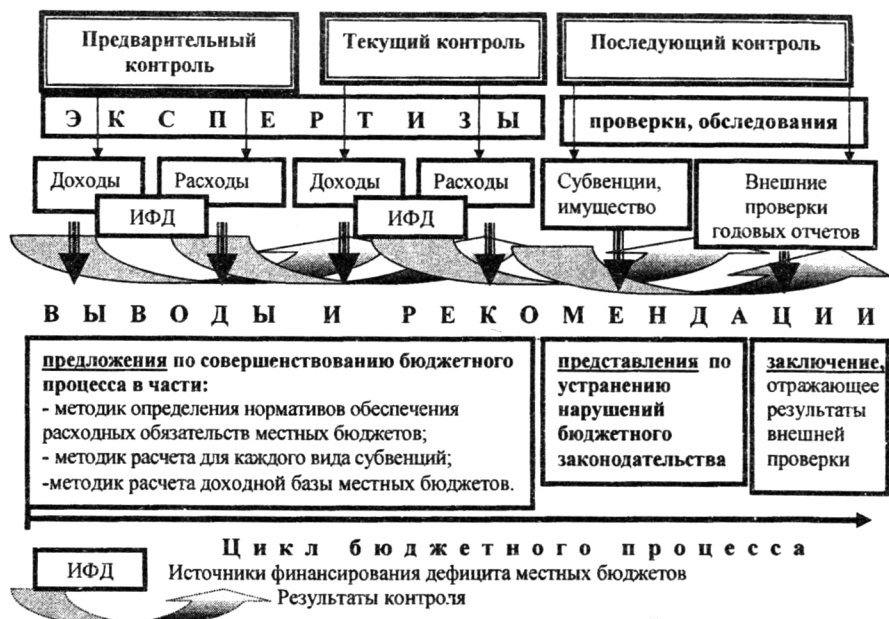 Предварительный
контроль
Текущий контроль
Последующий контроль
Э К С П Е Р Т И З Ы
проверки, обследования
Доходы
Расходы
ИФД
Доходы
Расходы
ИФД
Субвенции,
имущество
Внешние
проверки
годовых отчетов
В Ы В О Д Ы И Р Е К О М Е Н Д А Ц И И
предложения по совершенствованию бюджетного
процесса в части:
- методик определения нормативов обеспечения
расходных обязательств местных бюджетов;
- методик расчета для каждого вида субвенций;
-методик расчета доходной базы местных бюджетов.
представления по
устранению
нарушений
бюджетного
законодательства
заключение,
отражающее
результаты
внешней
проверки
Цикл бюджетного процесса
ИФД
Источники финансирования дефицита местных бюджетов
Результаты контроля